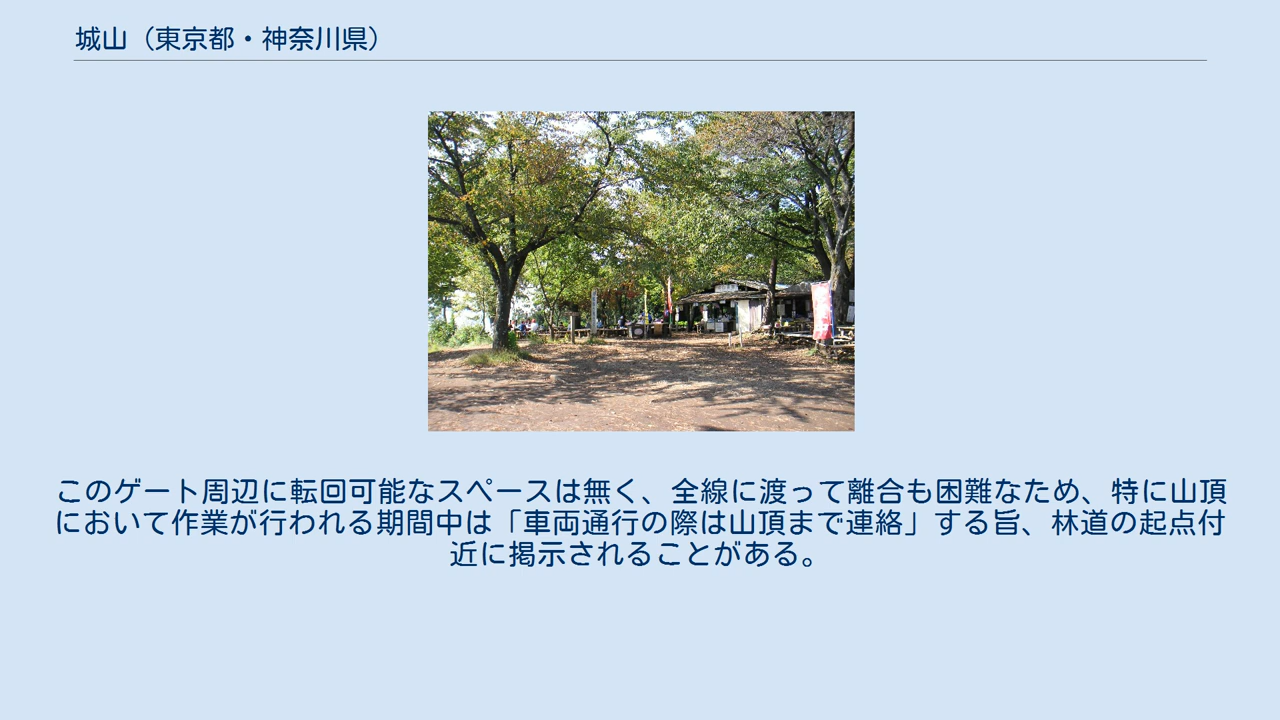 城山（東京都・神奈川県）
このゲート周辺に転回可能なスペースは無く、全線に渡って離合も困難なため、特に山頂
において作業が行われる期間中は「車両通行の際は山頂まで連絡」する旨、林道の起点付
近に掲示されることがある。